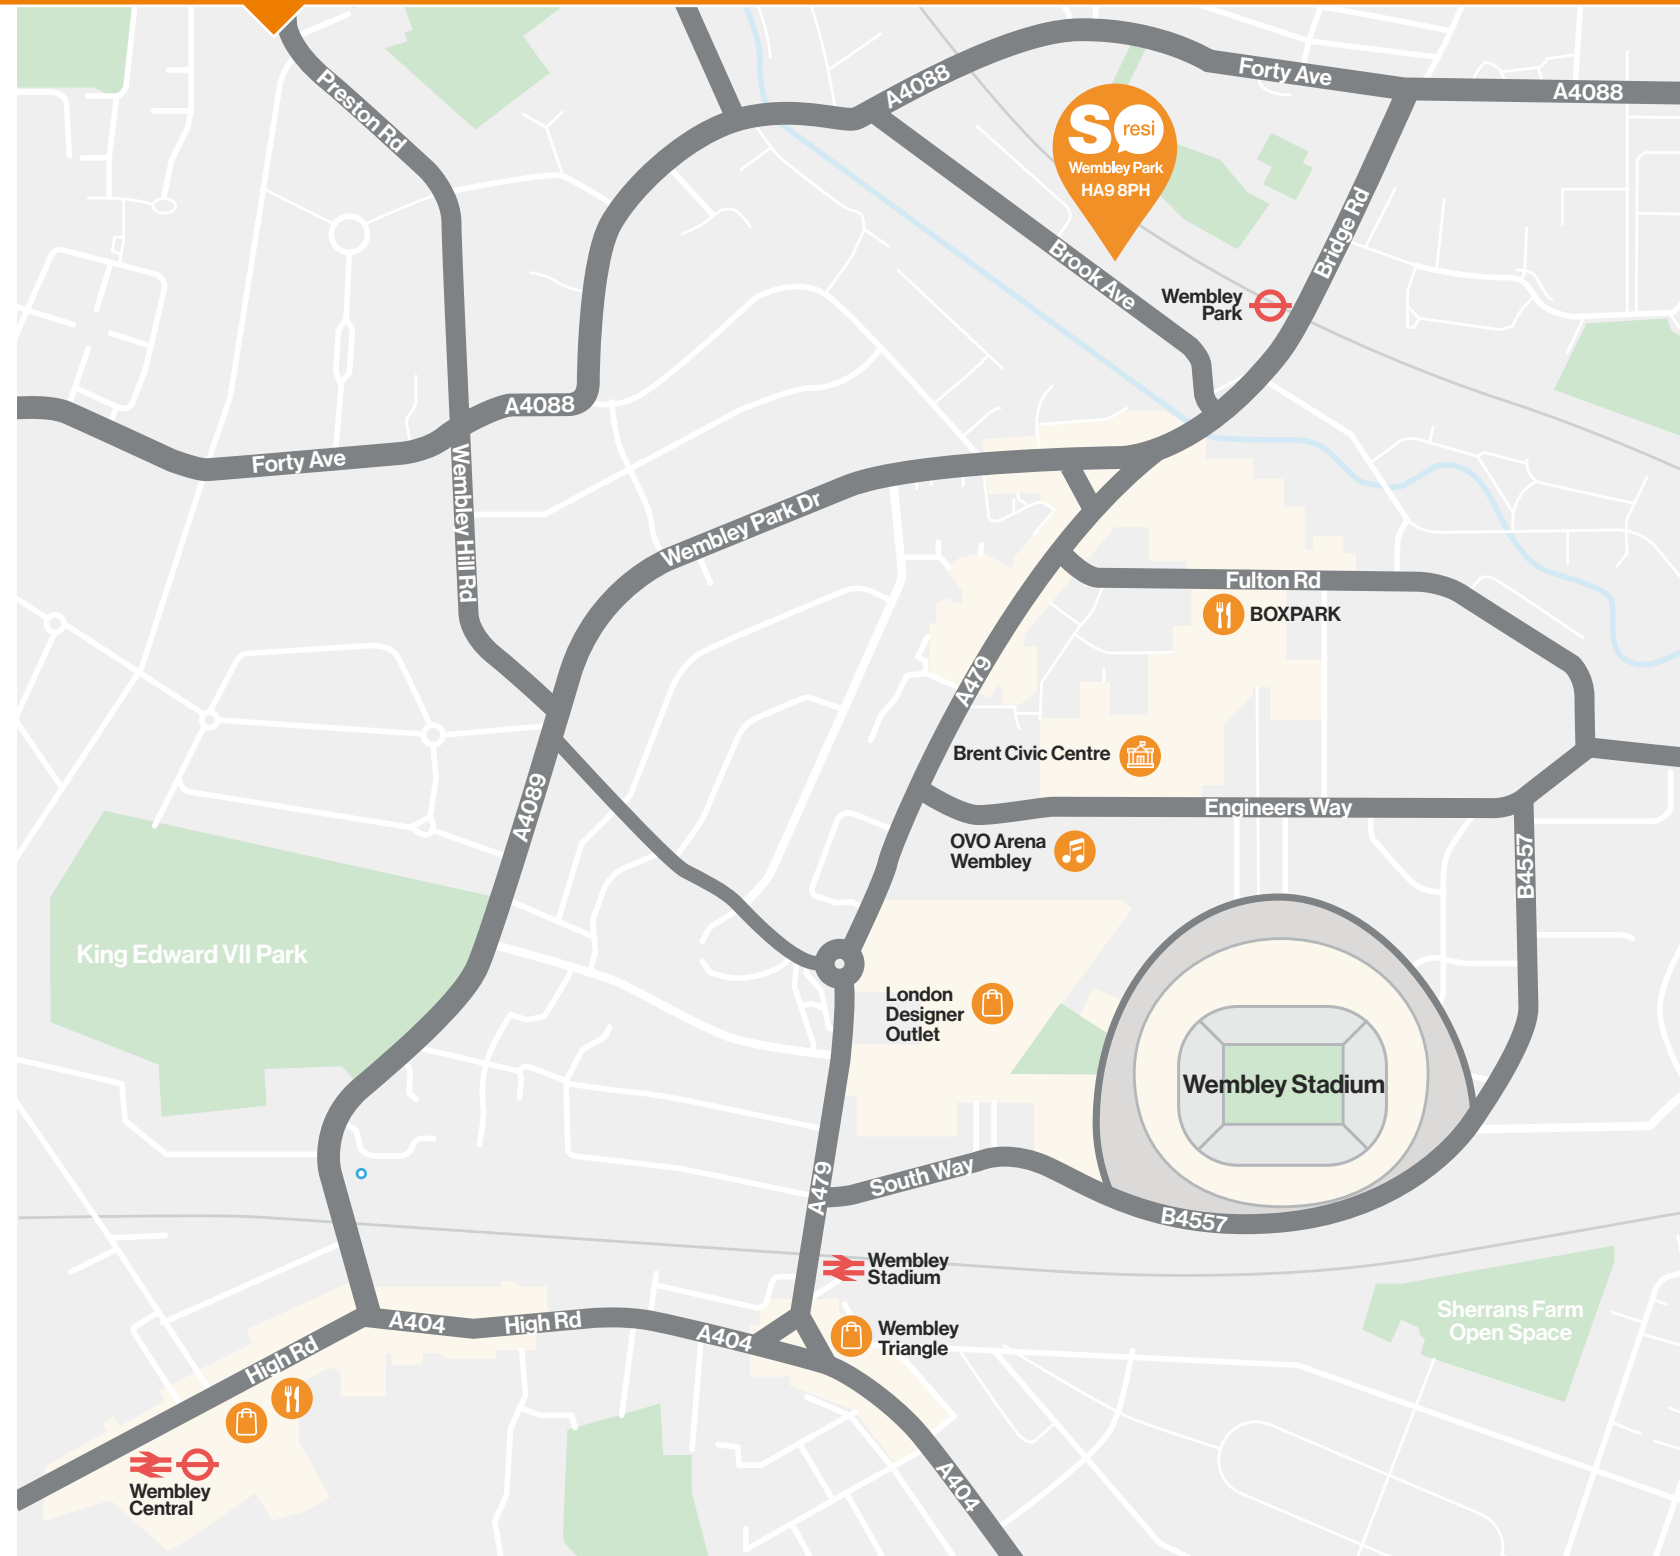 Preston Rd
A4088
Forty Ave
A4088
SO resi
Wembley Park
HA9 8PH
Bridge Rd
Brook Ave
Wembley
Park
A4088
Forty Ave
Wembley Hill Rd
Wembley Park Dr
Fulton Rd
BOXPARK
A479
Brent Civic Centre
A4089
Engineers Way
OVO Arena
Wembley
B4557
King Edward VII Park
London
Designer
Outlet
Wembley Stadium
A479
South Way
B4557
Wembley
Stadium
Sherrans Farm
Open Space
A404
High Rd
A404
Wembley
Triangle
High Rd
Wembley
Central
A404